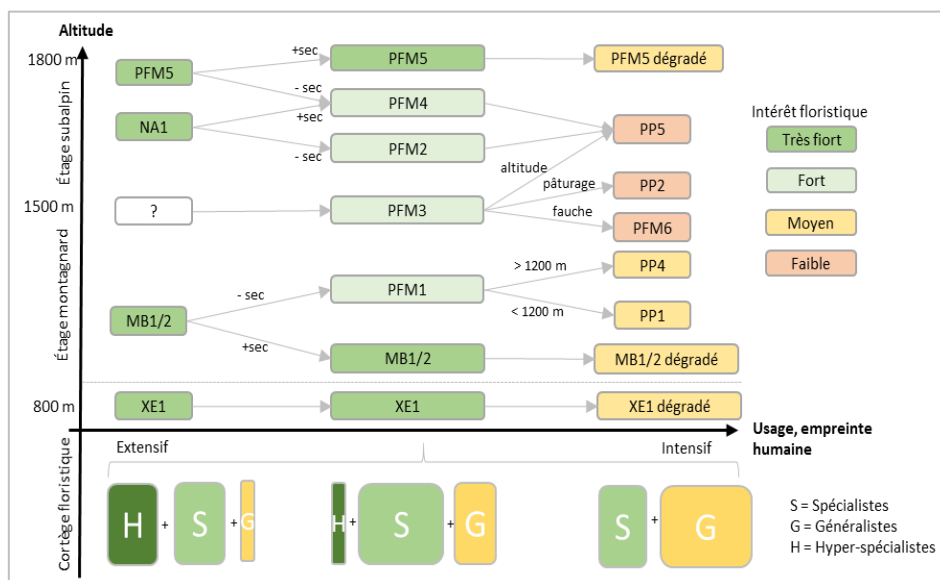 Altitude
1800 m
Étage subalpin
1500 m
Étage montagnard
800 m
Cortège floristique
PFM5
+sec
PFM5
PFM5 dégradé
- sec
PFM4
NA1
+sec
- sec
PFM2
PP5
altitude
?
PFM3
pâturage
PP2
fauche
PFM6
MB1/2
- sec
PFM1
> 1200 m
PP4
< 1200 m
PP1
+sec
MB1/2
MB1/2 dégradé
XE1
XE1
XE1 dégradé
Intérêt floristique
Très fiort
Fort
Moyen
Faible
Usage, empreinte
humaine
Extensif
Intensif
H + S + G
H + S + G
S + G
S = Spécialistes
G = Généralistes
H = Hyper-spécialistes